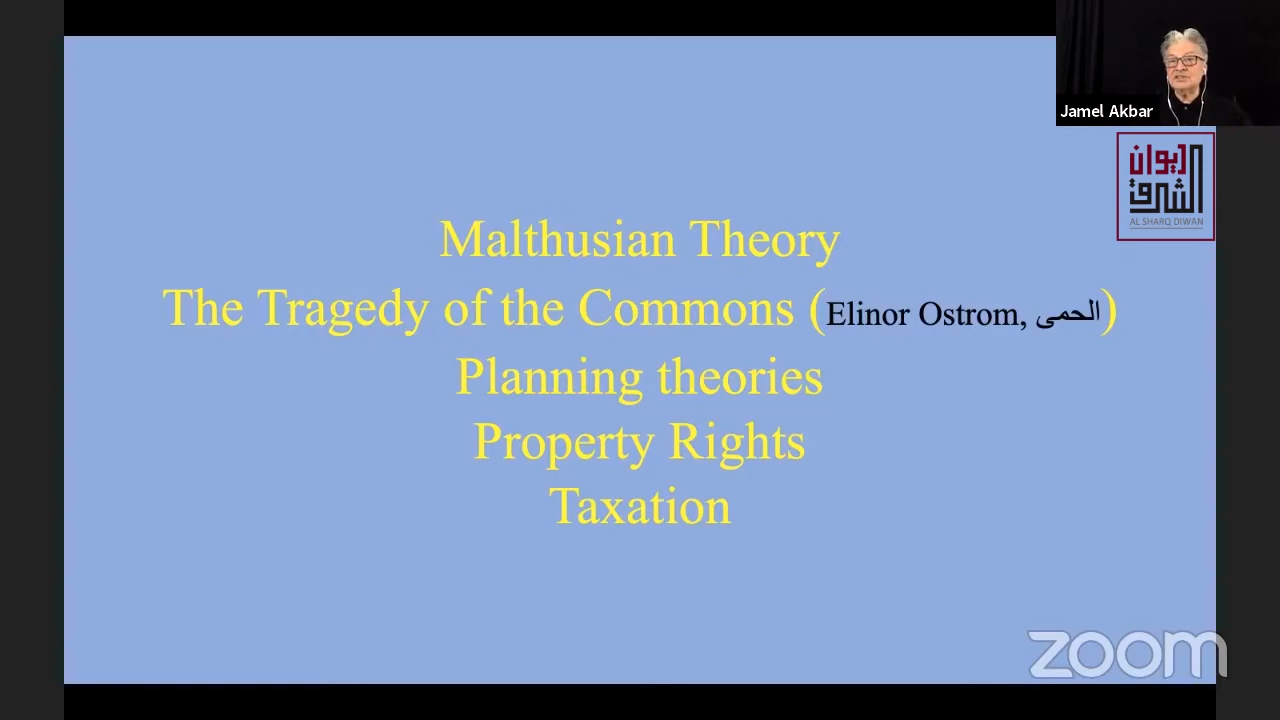 Jamel Akbar
ديوان
الشرق
AL SHARQ DIWAN
Malthusian Theory
The Tragedy of the Commons (Elinor Ostrom, الحمى)
Planning theories
Property Rights
Taxation
zoom